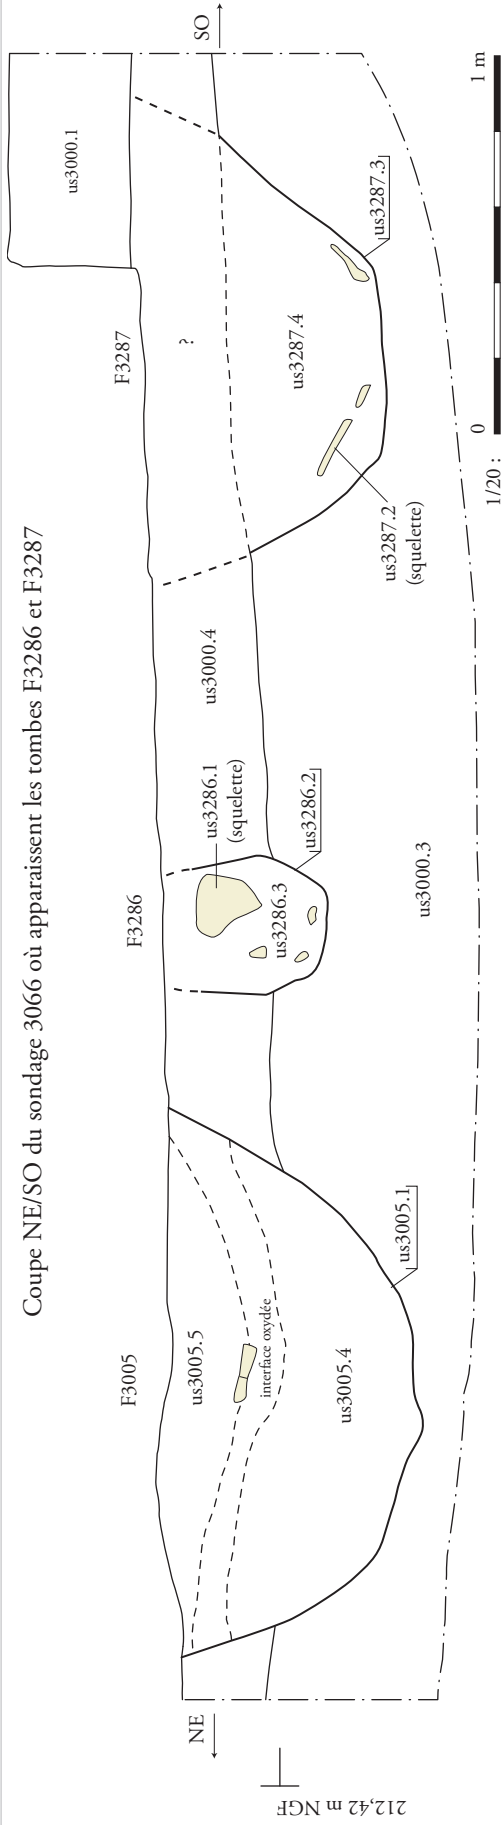 Coupe NE/SO du sondage 3066 où apparaissent les tombes F3286 et F3287
NE
SO
F3005
F3286
F3287
us3000.1
us3005.5
interface oxydée
us3005.4
us3005.1
us3286.1
(squelette)
us3286.3
us3286.2
us3000.4
?
us3287.4
us3287.3
us3287.2
(squelette)
us3000.3
212,42 m NGF
1/20 :
0
1 m